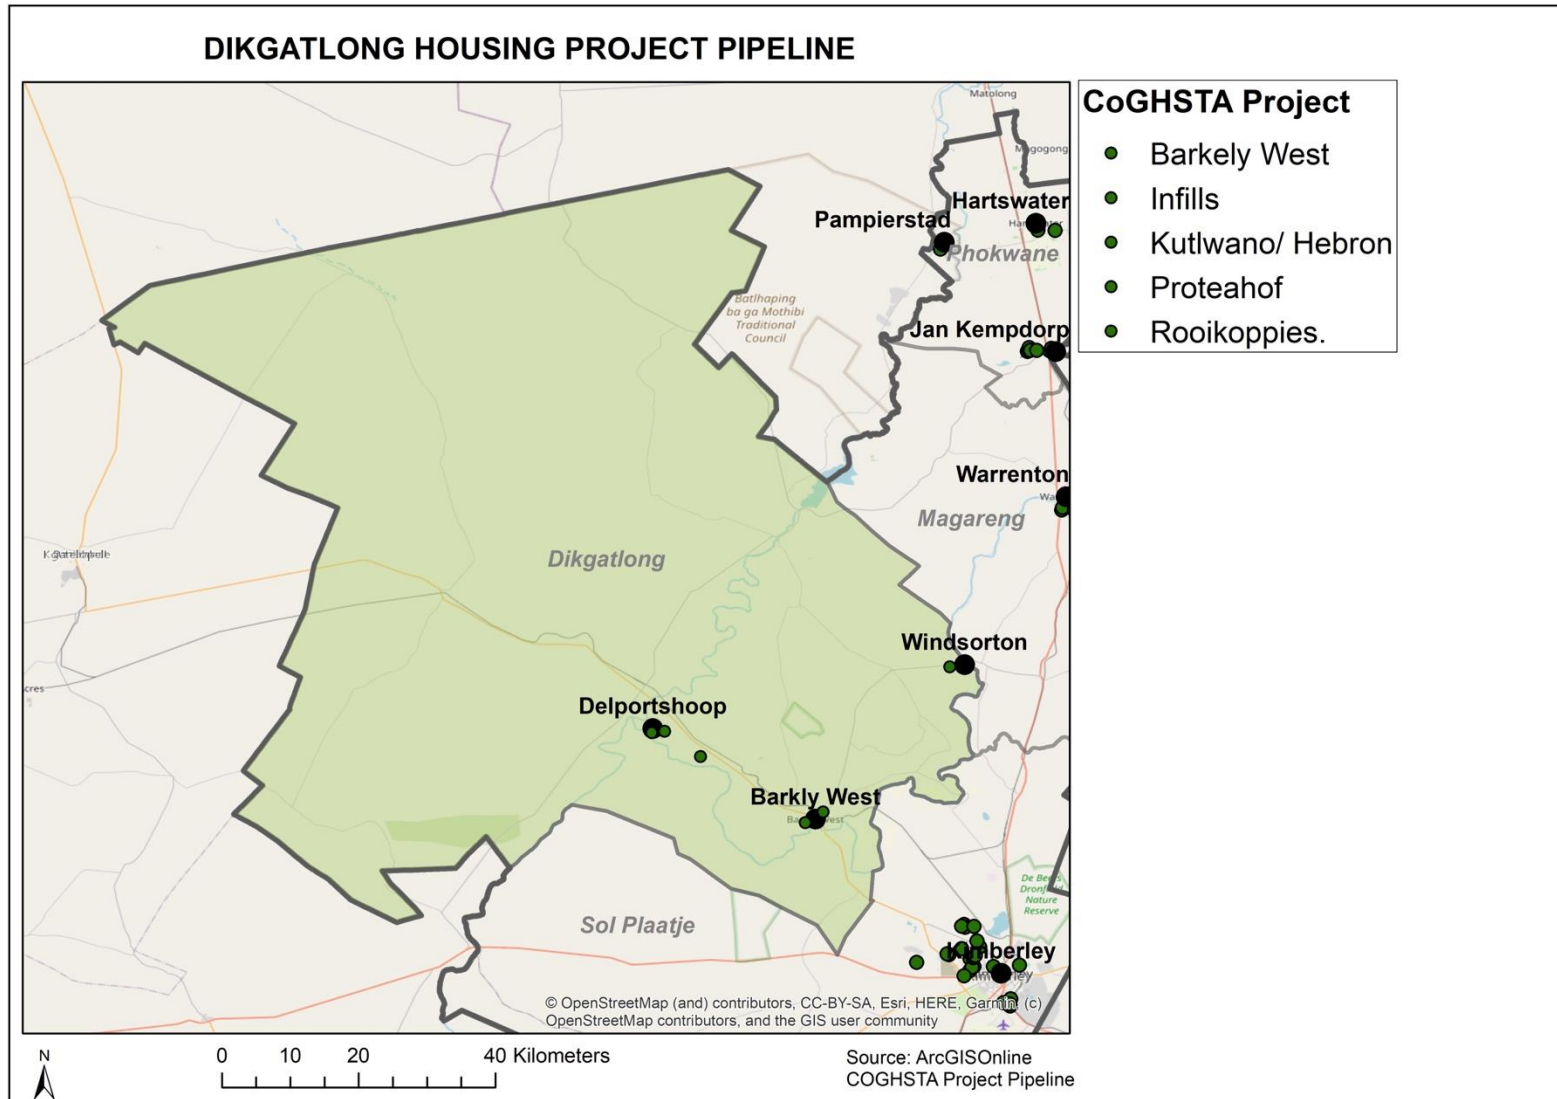 DIKGATLONG HOUSING PROJECT PIPELINE
CoGHSTA Project
Barkely West
Infills
Kutlwano/ Hebron
Proteahof
Rooikoppies.
Matolong
Magogong
Hartswater
Pampierstad
Phokwane
Batlhaping
ba ga Mothibi
Traditional
Council
Jan Kempdorp
Warrenton
Magareng
Dikgatlong
Windsorton
Delportshoop
Barkly West
De Beers
Dronfield
Nature
Reserve
Sol Plaatje
Kimberley
© OpenStreetMap (and) contributors, CC-BY-SA, Esri, HERE, Garmin, (c)
OpenStreetMap contributors, and the GIS user community
N
0 10 20 40 Kilometers
Source: ArcGISOnline
COGHSTA Project Pipeline